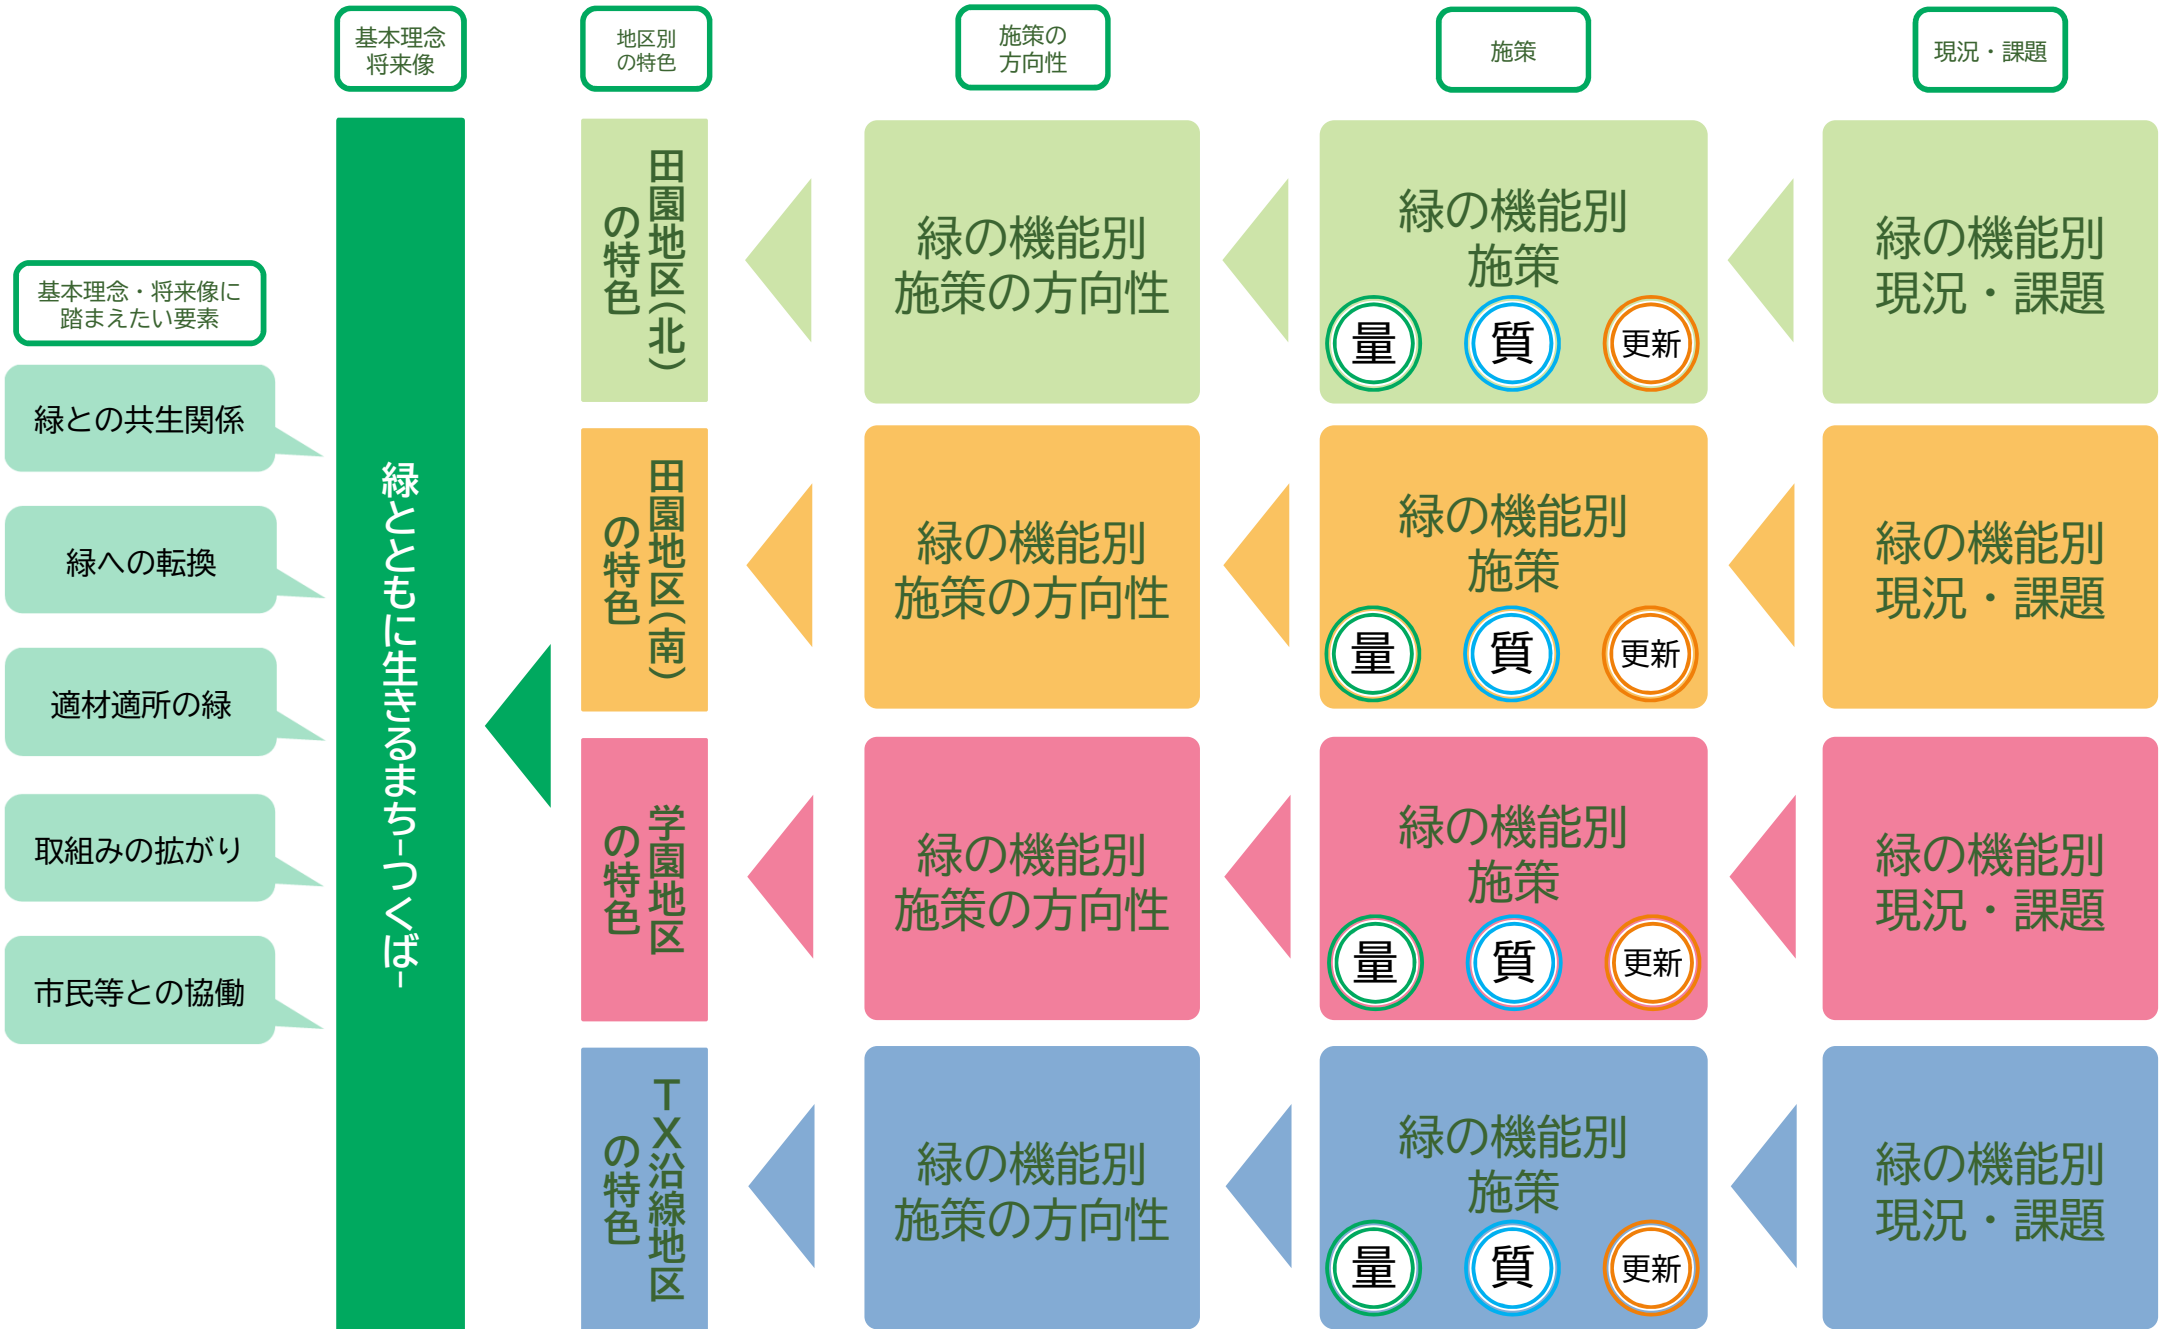 基本理念
将来像
地区別
の特色
施策の
方向性
施策
現況・課題
基本理念・将来像に
踏まえたい要素
緑との共生関係
緑への転換
適材適所の緑
取組みの拡がり
市民等との協働
緑とともに生きるまち-つくば-
田園地区(北)
の特色
緑の機能別
施策の方向性
緑の機能別
施策
量
質
更新
緑の機能別
現況・課題
田園地区(南)
の特色
緑の機能別
施策の方向性
緑の機能別
施策
量
質
更新
緑の機能別
現況・課題
学園地区
の特色
緑の機能別
施策の方向性
緑の機能別
施策
量
質
更新
緑の機能別
現況・課題
TX沿線地区
の特色
緑の機能別
施策の方向性
緑の機能別
施策
量
質
更新
緑の機能別
現況・課題